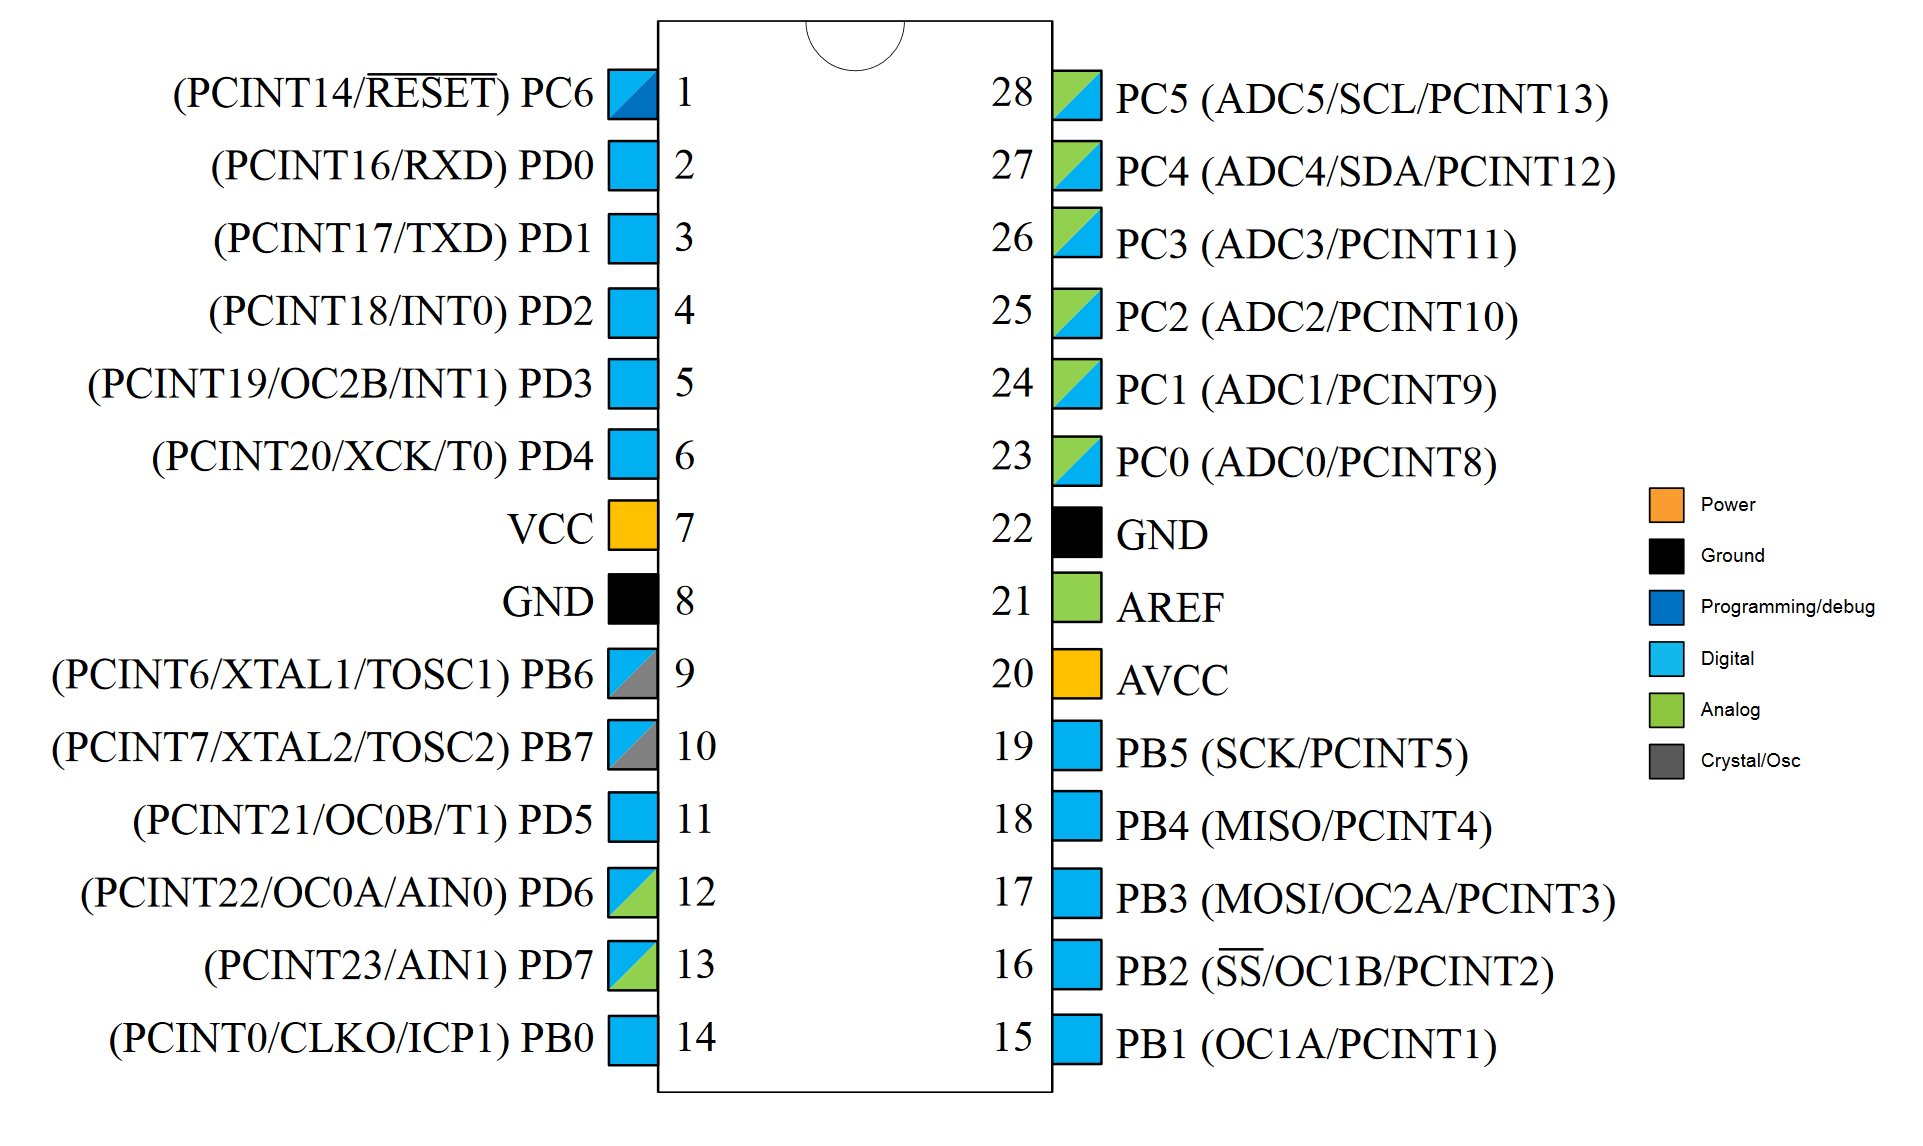 (PCINT14/RESET) PC6 1
(PCINT16/RXD) PD0 2
(PCINT17/TXD) PD1 3
(PCINT18/INT0) PD2 4
(PCINT19/OC2B/INT1) PD3 5
(PCINT20/XCK/T0) PD4 6
VCC 7
GND 8
(PCINT6/XTAL1/TOSC1) PB6 9
(PCINT7/XTAL2/TOSC2) PB7 10
(PCINT21/OC0B/T1) PD5 11
(PCINT22/OC0A/AIN0) PD6 12
(PCINT23/AIN1) PD7 13
(PCINT0/CLKO/ICP1) PB0 14
28 PC5 (ADC5/SCL/PCINT13)
27 PC4 (ADC4/SDA/PCINT12)
26 PC3 (ADC3/PCINT11)
25 PC2 (ADC2/PCINT10)
24 PC1 (ADC1/PCINT9)
23 PC0 (ADC0/PCINT8)
22 GND
21 AREF
20 AVCC
19 PB5 (SCK/PCINT5)
18 PB4 (MISO/PCINT4)
17 PB3 (MOSI/OC2A/PCINT3)
16 PB2 (SS/OC1B/PCINT2)
15 PB1 (OC1A/PCINT1)
Power
Ground
Programming/debug
Digital
Analog
Crystal/Osc